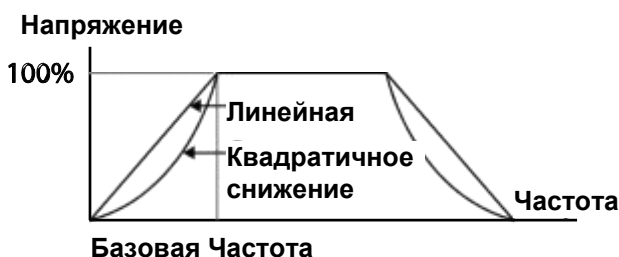 Напряжение
100%
Линейная
Квадратичное
снижение
Частота
Базовая Частота